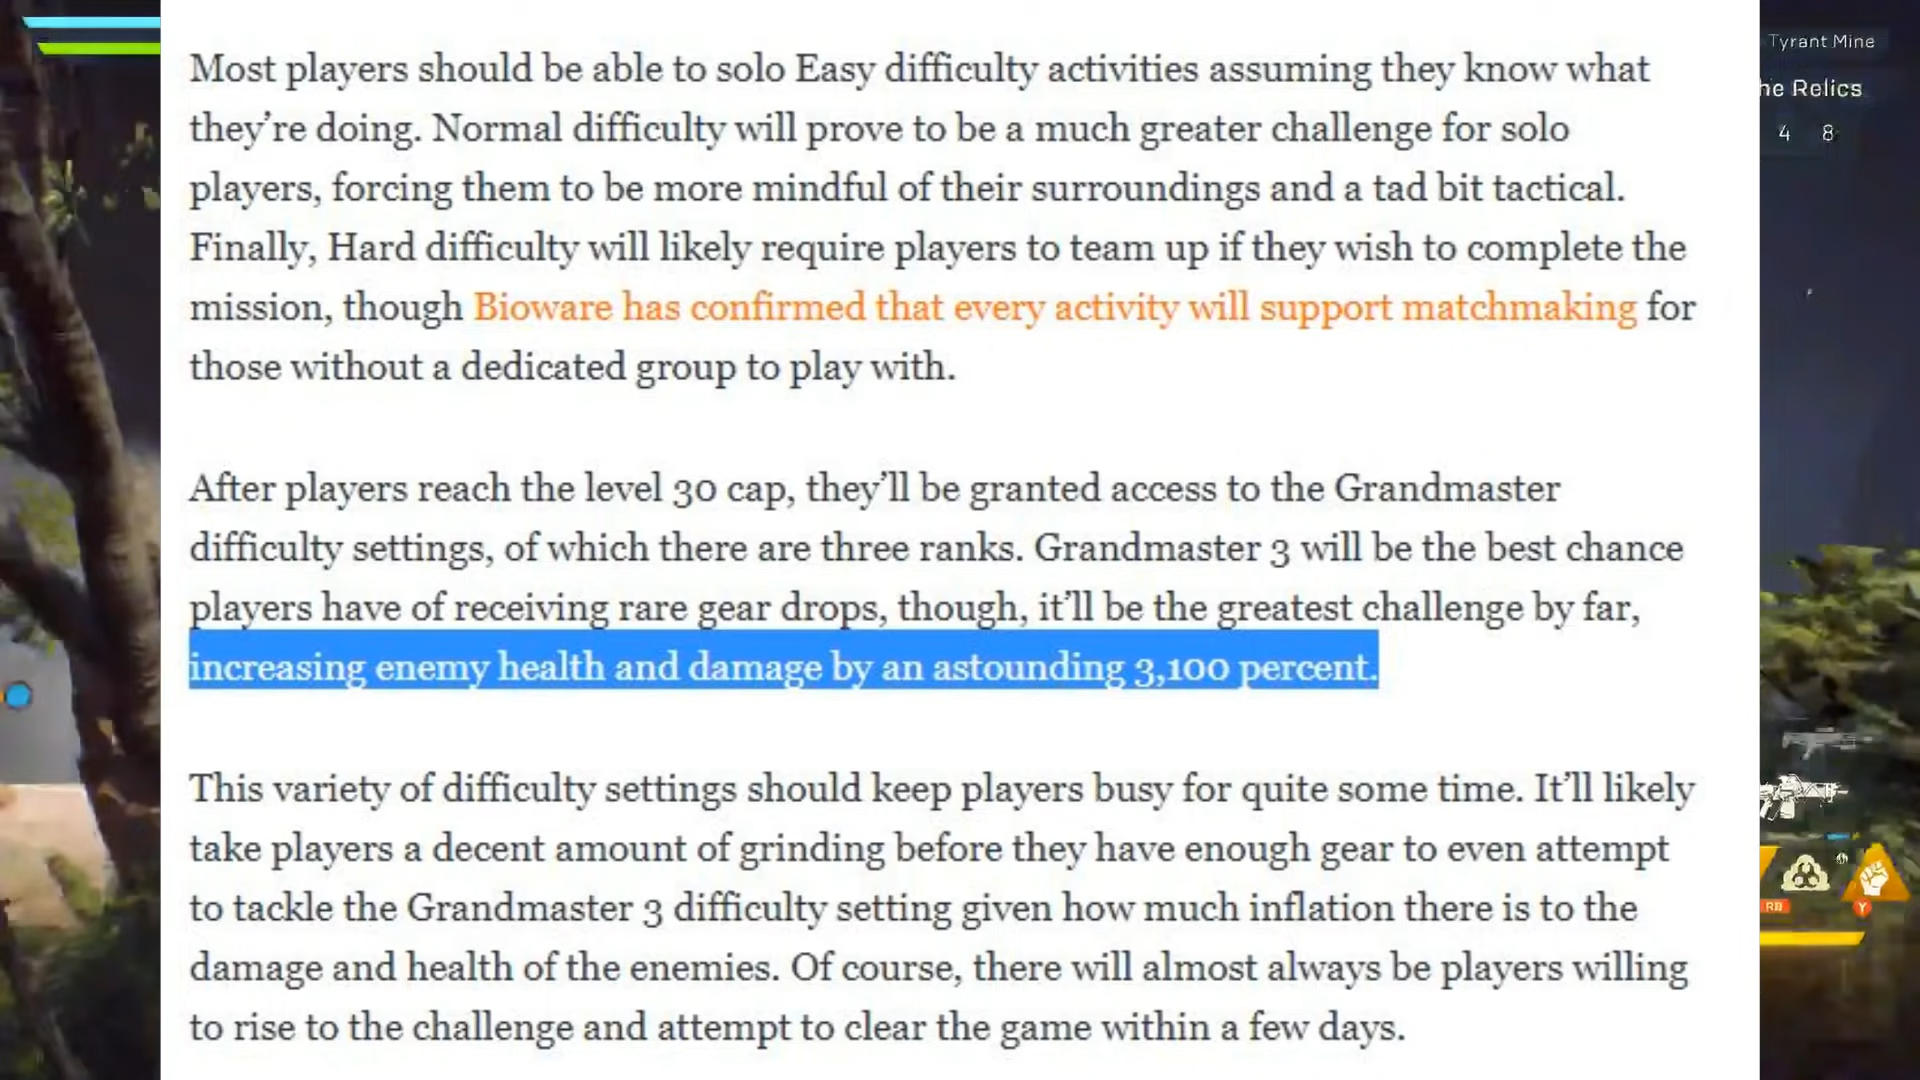 Tyrant Mine
he Relics
4 8
Most players should be able to solo Easy difficulty activities assuming they know what
they’re doing. Normal difficulty will prove to be a much greater challenge for solo
players, forcing them to be more mindful of their surroundings and a tad bit tactical.
Finally, Hard difficulty will likely require players to team up if they wish to complete the
mission, though Bioware has confirmed that every activity will support matchmaking for
those without a dedicated group to play with.
After players reach the level 30 cap, they’ll be granted access to the Grandmaster
difficulty settings, of which there are three ranks. Grandmaster 3 will be the best chance
players have of receiving rare gear drops, though, it’ll be the greatest challenge by far,
increasing enemy health and damage by an astounding 3,100 percent.
This variety of difficulty settings should keep players busy for quite some time. It’ll likely
take players a decent amount of grinding before they have enough gear to even attempt
to tackle the Grandmaster 3 difficulty setting given how much inflation there is to the
damage and health of the enemies. Of course, there will almost always be players willing
to rise to the challenge and attempt to clear the game within a few days.
RB
Y